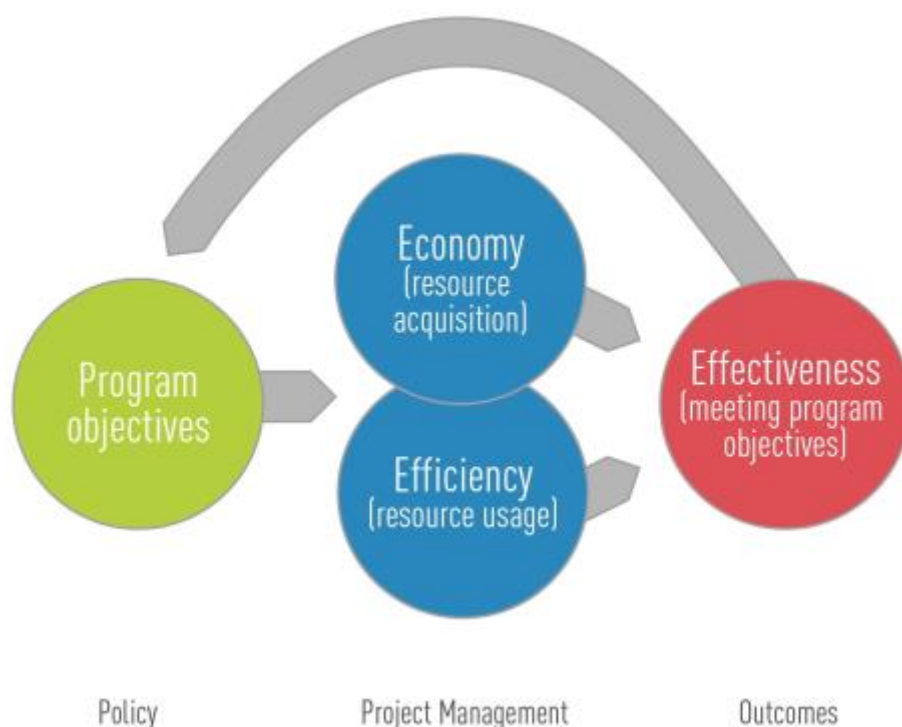 Economy
(resource
acquisition)
Program
objectives
Effectiveness
(meeting program
objectives)
Efficiency
(resource usage)
Policy
Project Management
Outcomes